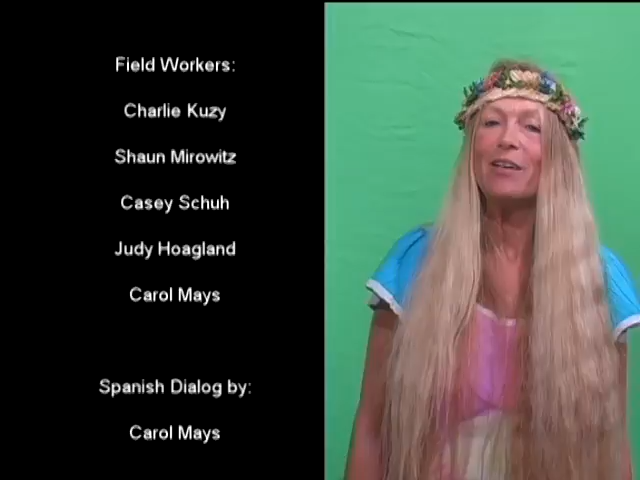 Field Workers:
Charlie Kuzy
Shaun Mirowitz
Casey Schuh
Judy Hoagland
Carol Mays
Spanish Dialog by:
Carol Mays